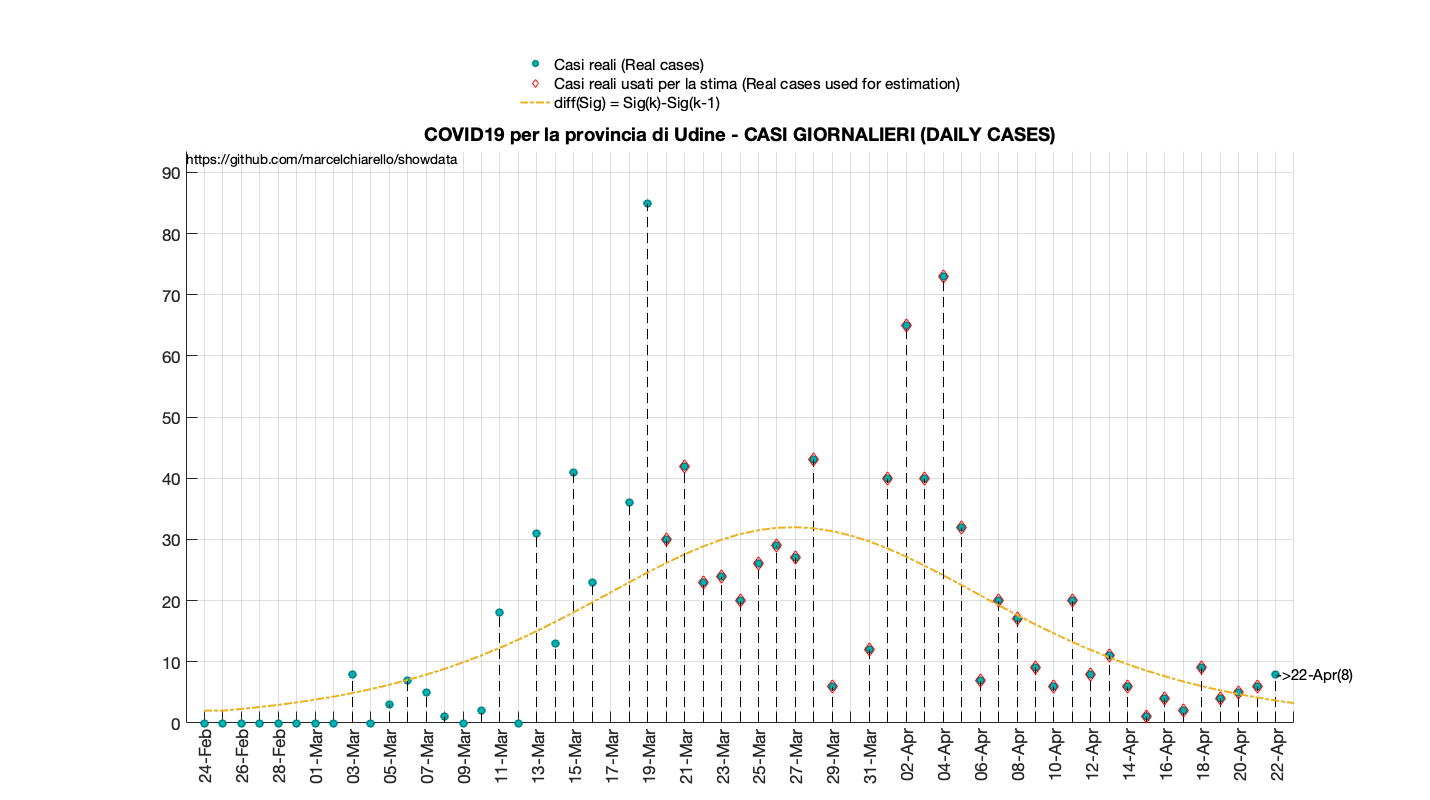 Casi reali (Real cases)
Casi reali usati per la stima (Real cases used for estimation)
diff(Sig) = Sig(k)-Sig(k-1)
COVID19 per la provincia di Udine - CASI GIORNALIERI (DAILY CASES)
https://github.com/marcelchiarello/showdata
90
80
70
60
50
40
30
20
10
0
->22-Apr(8)
24-Feb
26-Feb
28-Feb
01-Mar
03-Mar
05-Mar
07-Mar
09-Mar
11-Mar
13-Mar
15-Mar
17-Mar
19-Mar
21-Mar
23-Mar
25-Mar
27-Mar
29-Mar
31-Mar
02-Apr
04-Apr
06-Apr
08-Apr
10-Apr
12-Apr
14-Apr
16-Apr
18-Apr
20-Apr
22-Apr